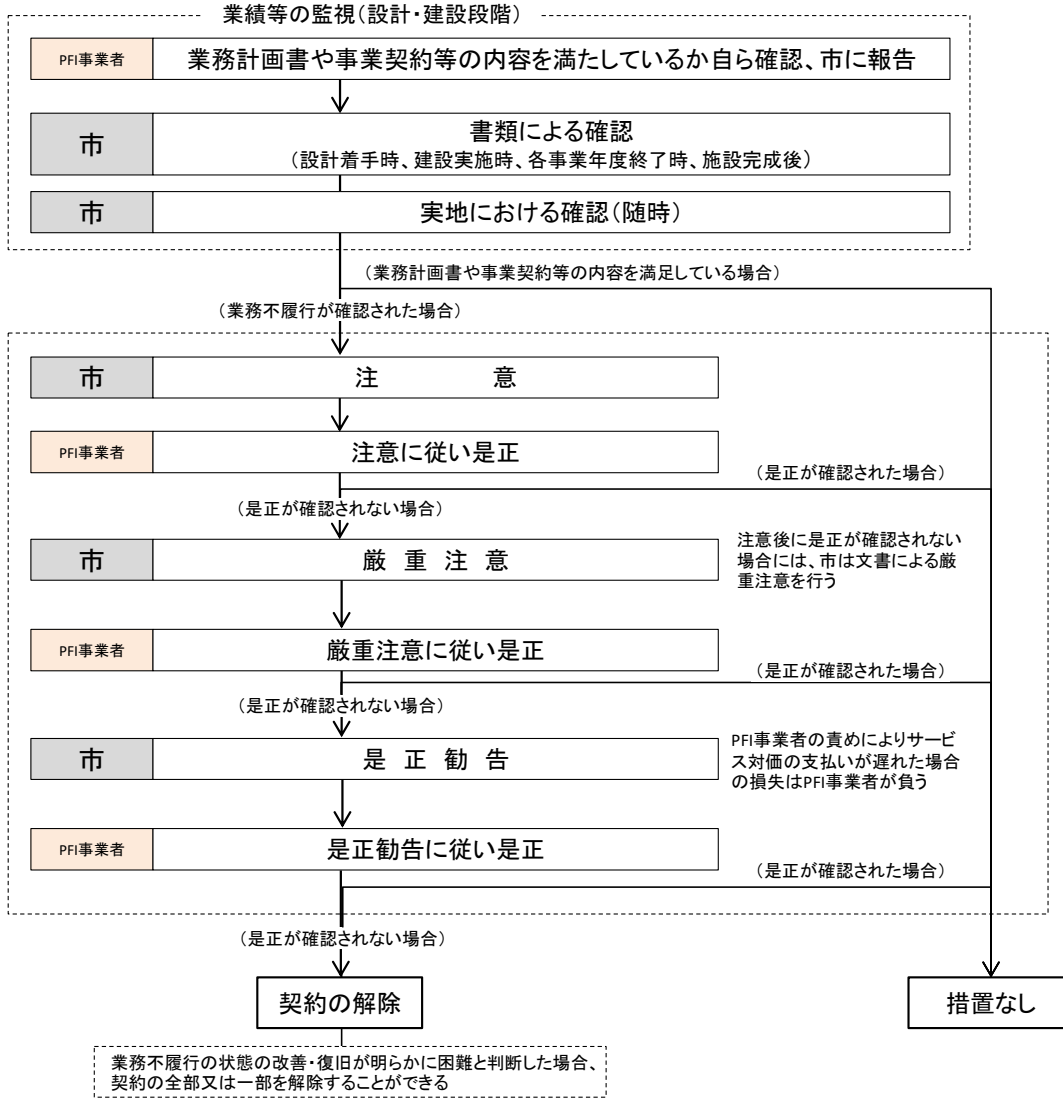 業績等の監視(設計・建設段階)
PFI事業者
業務計画書や事業契約等の内容を満たしているか自ら確認、市に報告
市
書類による確認
(設計着手時、建設実施時、各事業年度終了時、施設完成後)
市
実地における確認(随時)
(業務計画書や事業契約等の内容を満足している場合)
(業務不履行が確認された場合)
市
注　　意
PFI事業者
注意に従い是正
(是正が確認された場合)
(是正が確認されない場合)
市
厳 重 注 意
注意後に是正が確認されない
場合には、市は文書による厳
重注意を行う
PFI事業者
厳重注意に従い是正
(是正が確認された場合)
(是正が確認されない場合)
市
是 正 勧 告
PFI事業者の責めによりサービ
ス対価の支払いが遅れた場合
の損失はPFI事業者が負う
PFI事業者
是正勧告に従い是正
(是正が確認された場合)
(是正が確認されない場合)
契約の解除
措置なし
業務不履行の状態の改善・復旧が明らかに困難と判断した場合、
契約の全部又は一部を解除することができる